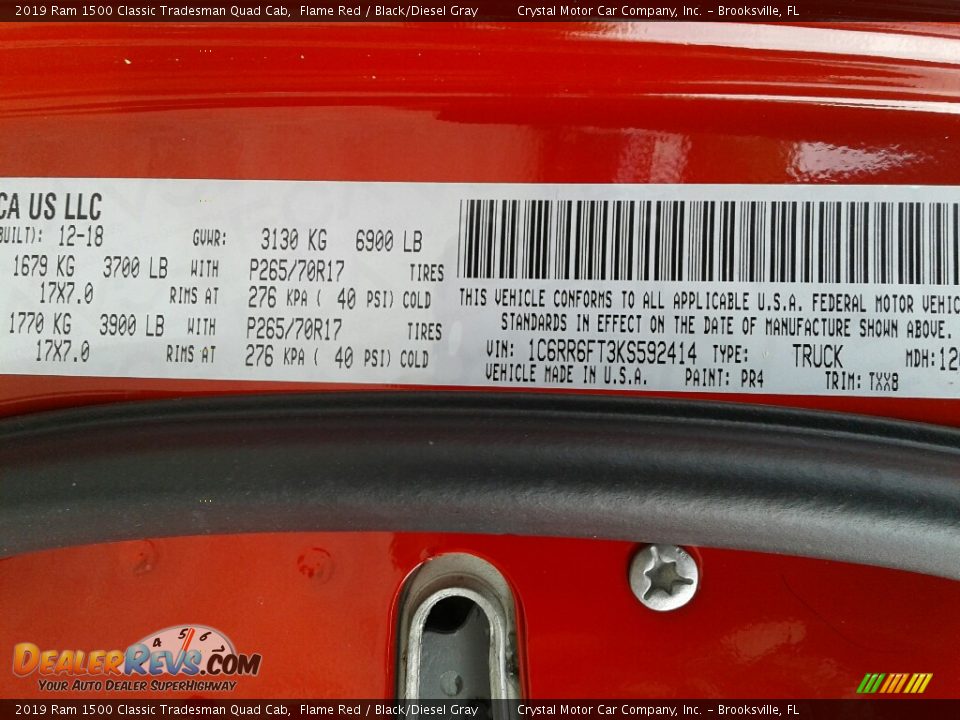 2019 Ram 1500 Classic Tradesman Quad Cab, Flame Red / Black/Diesel Gray Crystal Motor Car Company, Inc. – Brooksville, FL
CA US LLC
BUILT): 12-18 GVWR: 3130 KG 6900 LB
1679 KG 3700 LB WITH P265/70R17 TIRES
17X7.0 RIMS AT 276 KPA ( 40 PSI) COLD
1770 KG 3900 LB WITH P265/70R17 TIRES
17X7.0 RIMS AT 276 KPA ( 40 PSI) COLD
THIS VEHICLE CONFORMS TO ALL APPLICABLE U.S.A. FEDERAL MOTOR VEHIC
STANDARDS IN EFFECT ON THE DATE OF MANUFACTURE SHOWN ABOVE.
VIN: 1C6RR6FT3KS592414 TYPE: TRUCK MDH:120
VEHICLE MADE IN U.S.A. PAINT: PR4 TRIM: TXX8
4 5 6
DealerRevs.com
Your Auto Dealer SuperHighway
2019 Ram 1500 Classic Tradesman Quad Cab, Flame Red / Black/Diesel Gray Crystal Motor Car Company, Inc. – Brooksville, FL